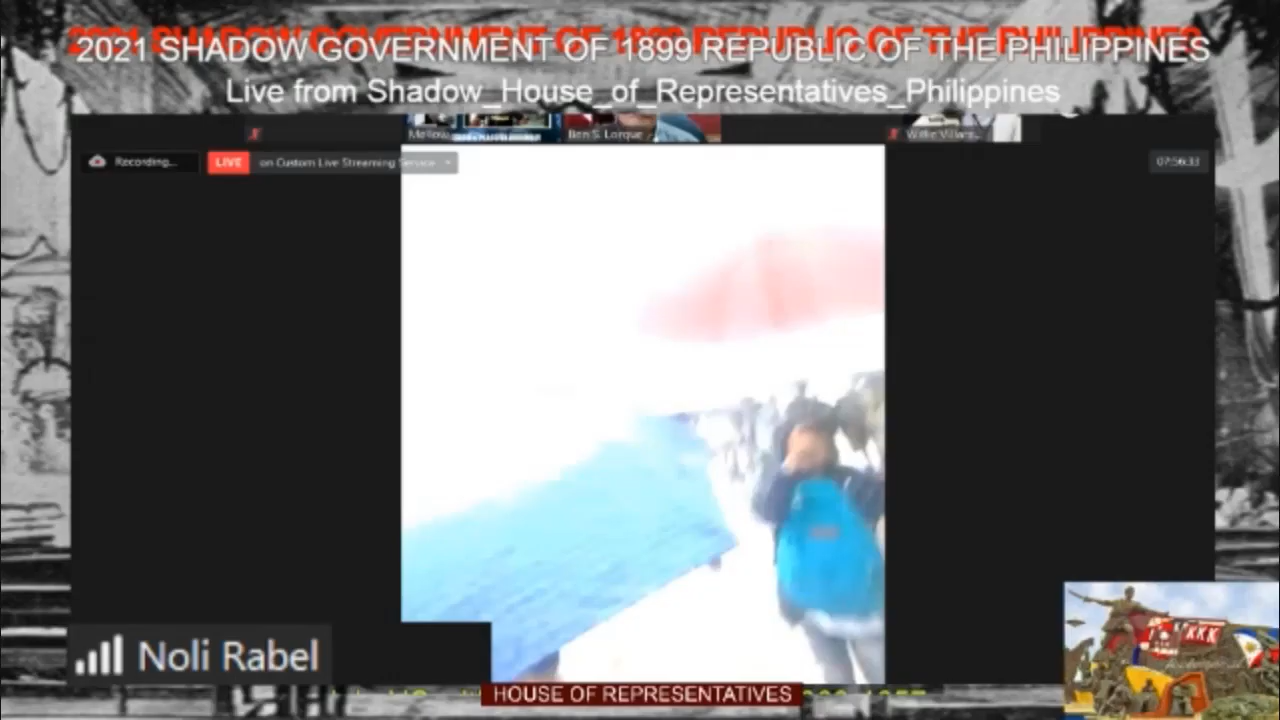 2021 SHADOW GOVERNMENT OF 1899 REPUBLIC OF THE PHILIPPINES
Live from Shadow_House_of_Representatives_Philippines
Ben S. Lorque
Recording...
LIVE on Custom Live Streaming Service
07:56:33
KKK
Noli Rabel
HOUSE OF REPRESENTATIVES